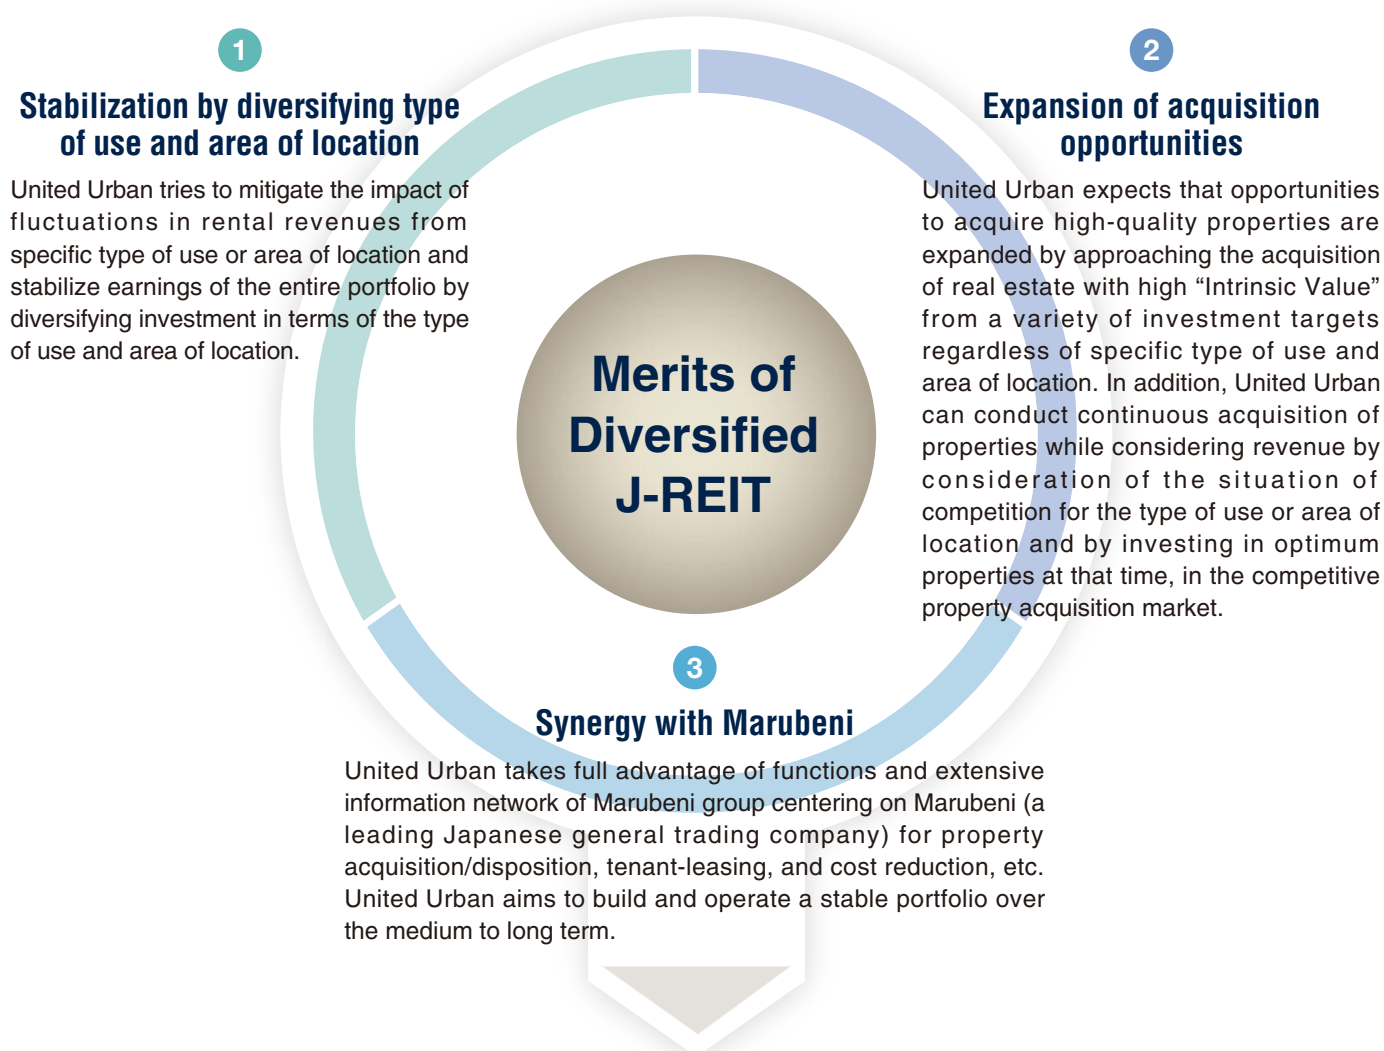 1
Stabilization by diversifying type
of use and area of location
United Urban tries to mitigate the impact of
fluctuations in rental revenues from
specific type of use or area of location and
stabilize earnings of the entire portfolio by
diversifying investment in terms of the type
of use and area of location.
2
Expansion of acquisition
opportunities
United Urban expects that opportunities
to acquire high-quality properties are
expanded by approaching the acquisition
of real estate with high “Intrinsic Value”
from a variety of investment targets
regardless of specific type of use and
area of location. In addition, United Urban
can conduct continuous acquisition of
properties while considering revenue by
consideration of the situation of
competition for the type of use or area of
location and by investing in optimum
properties at that time, in the competitive
property acquisition market.
Merits of
Diversified
J-REIT
3
Synergy with Marubeni
United Urban takes full advantage of functions and extensive
information network of Marubeni group centering on Marubeni (a
leading Japanese general trading company) for property
acquisition/disposition, tenant-leasing, and cost reduction, etc.
United Urban aims to build and operate a stable portfolio over
the medium to long term.